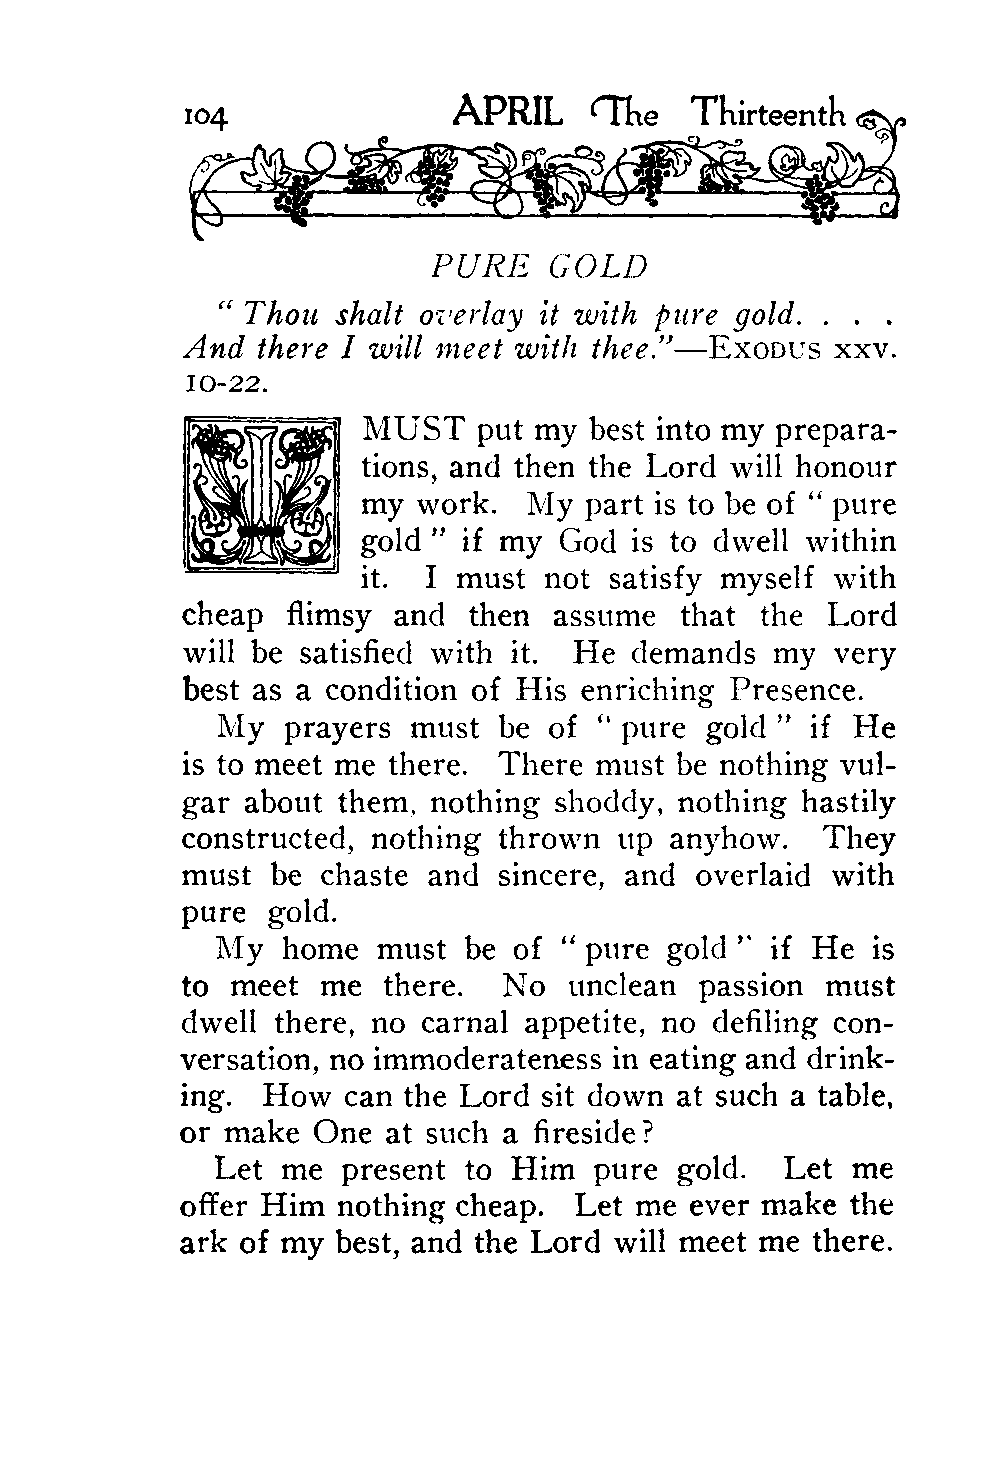 104 APRIL The Thirteenth
PURE GOLD
“ Thou shalt overlay it with pure gold. . . .
And there I will meet with thee.”—EXODUS xxv.
10-22.
I MUST put my best into my prepara-
tions, and then the Lord will honour
my work. My part is to be of “ pure
gold ” if my God is to dwell within
it. I must not satisfy myself with
cheap flimsy and then assume that the Lord
will be satisfied with it. He demands my very
best as a condition of His enriching Presence.
My prayers must be of “ pure gold ” if He
is to meet me there. There must be nothing vul-
gar about them, nothing shoddy, nothing hastily
constructed, nothing thrown up anyhow. They
must be chaste and sincere, and overlaid with
pure gold.
My home must be of “ pure gold ” if He is
to meet me there. No unclean passion must
dwell there, no carnal appetite, no defiling con-
versation, no immoderateness in eating and drink-
ing. How can the Lord sit down at such a table,
or make One at such a fireside?
Let me present to Him pure gold. Let me
offer Him nothing cheap. Let me ever make the
ark of my best, and the Lord will meet me there.